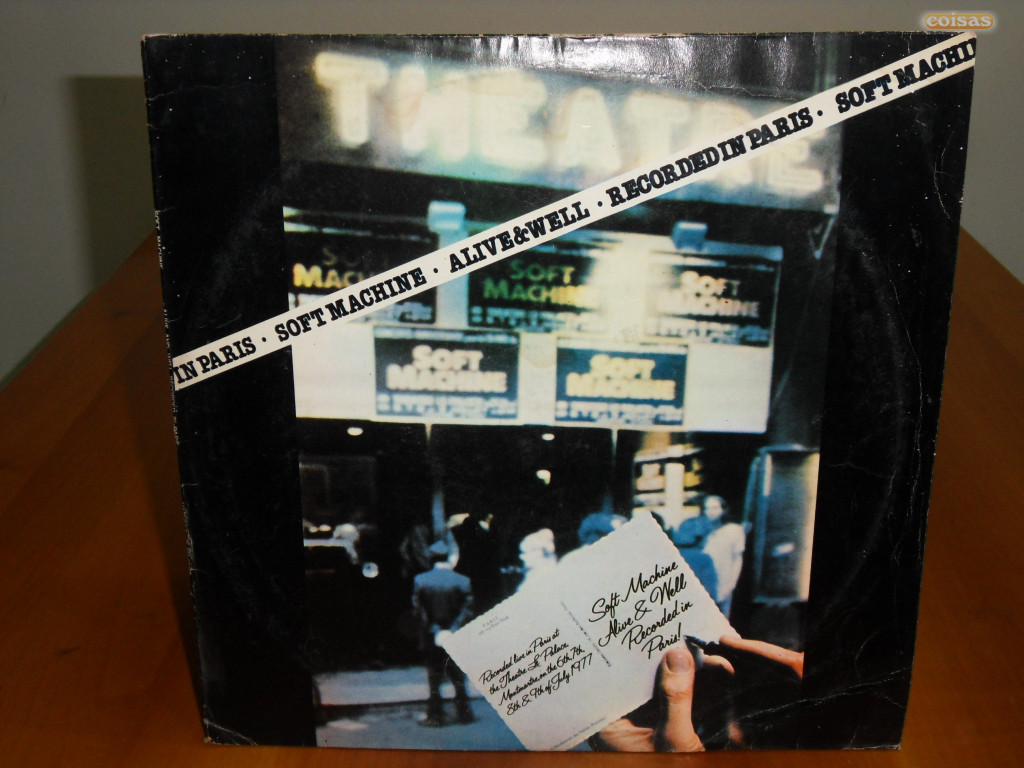 coisas
THEATRE
IN PARIS · SOFT MACHINE · ALIVE & WELL · RECORDED IN PARIS · SOFT MACHI
SOFT MACHINE
SOFT MACHINE
SOFT MACHINE
SOFT MACHINE
SOFT MACHINE
Soft Machine
Alive & Well
Recorded in
Paris!
PARIS
Recorded live in Paris at
the Theatre Le Palace
Montmartre on the 6th 7th
8th & 9th of July 1977